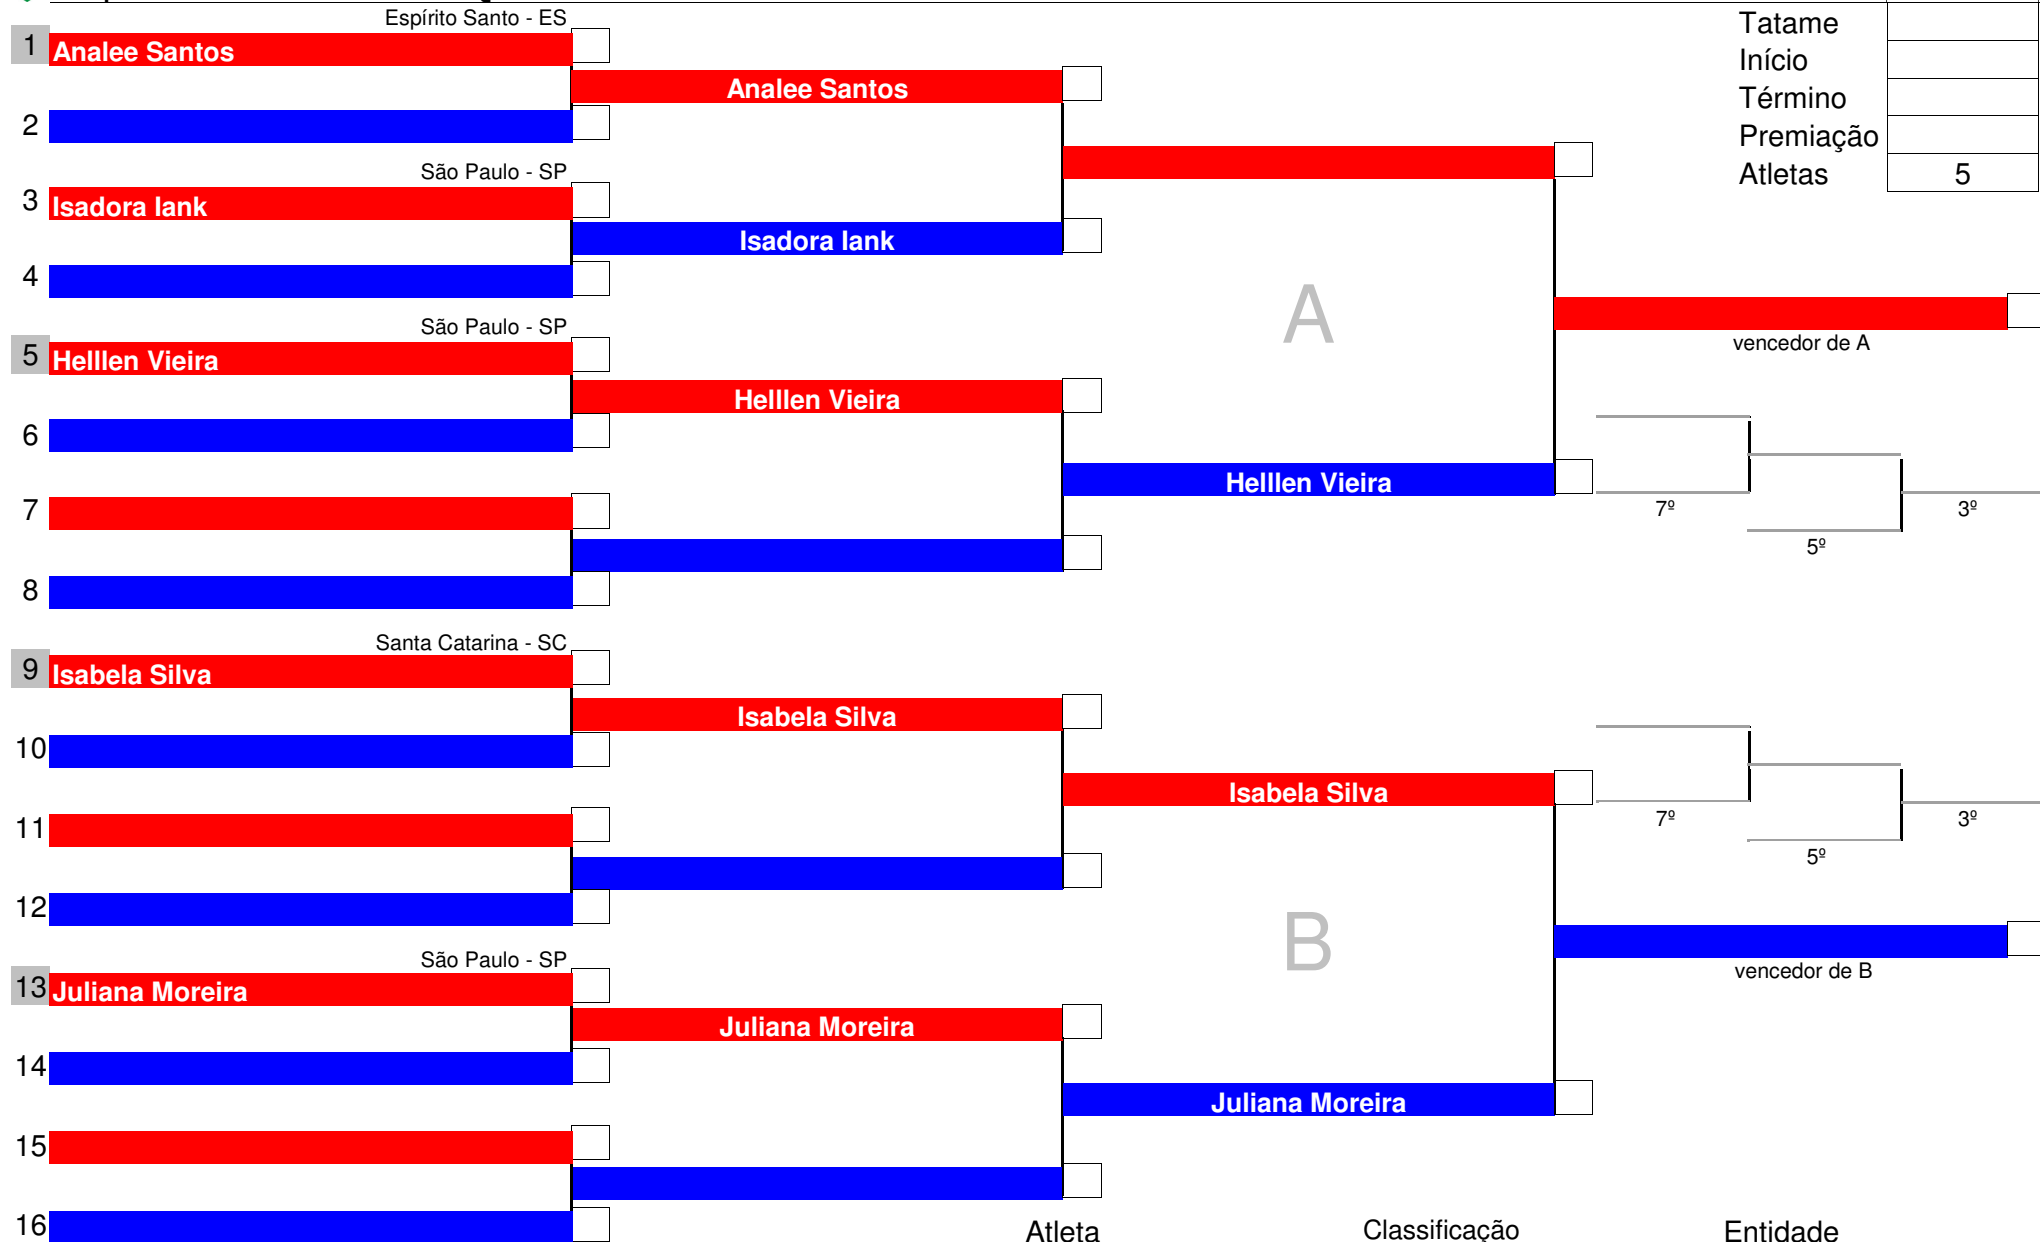 Espírito Santo - ES
Tatame
1 Analee Santos
Início
Analee Santos
Término
2
Premiação
São Paulo - SP
Atletas 5
3 Isadora Iank
Isadora Iank
4
São Paulo - SP
A
vencedor de A
5 Helllen Vieira
Helllen Vieira
6
Helllen Vieira
7
7º
3º
5º
8
Santa Catarina - SC
9 Isabela Silva
Isabela Silva
10
Isabela Silva
11
7º
3º
5º
12
B
São Paulo - SP
vencedor de B
13 Juliana Moreira
Juliana Moreira
14
Juliana Moreira
15
16
Atleta Classificação Entidade